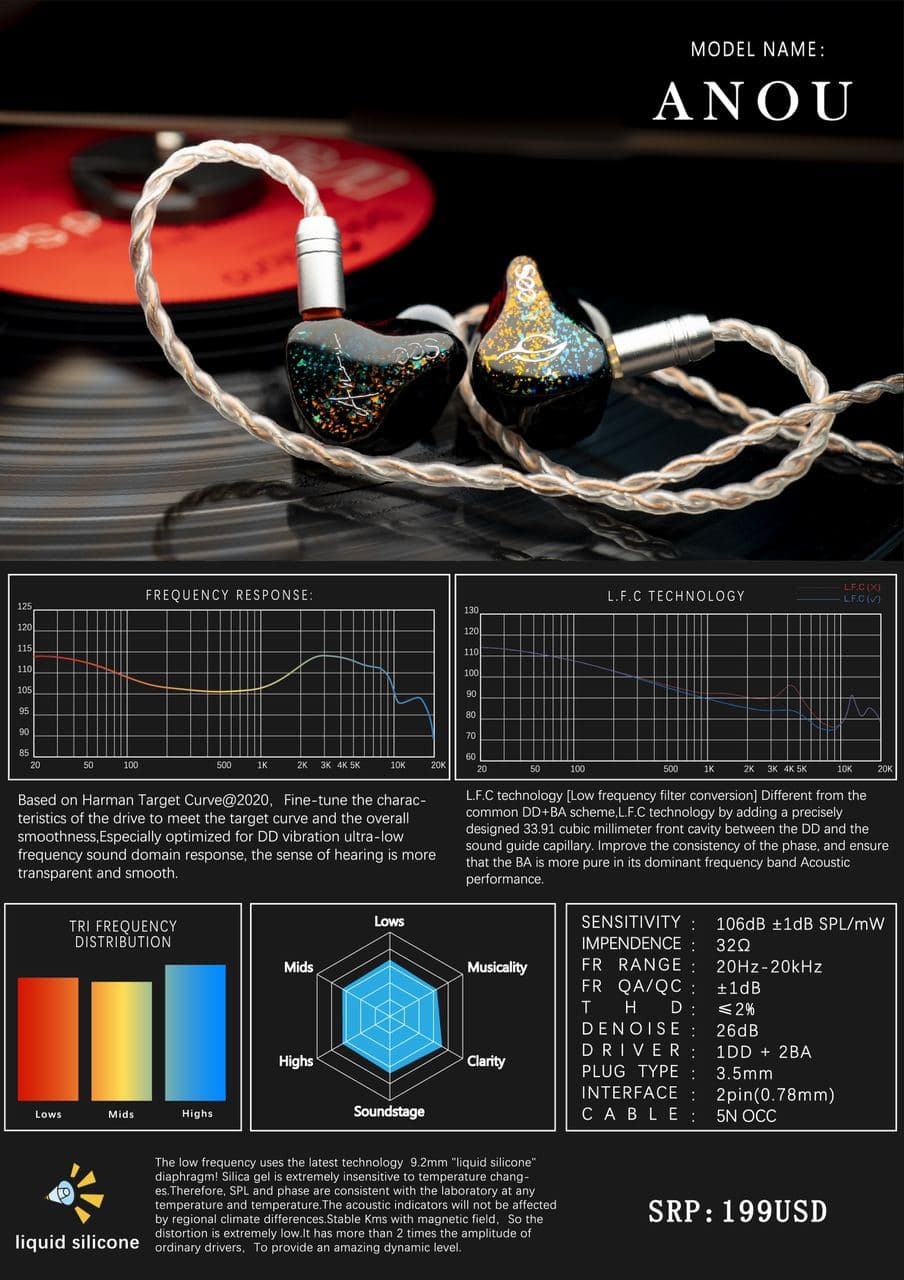 MODEL NAME:
ANOU
FREQUENCY RESPONSE:
125
120
115
110
105
95
90
85
20 50 100 500 1K 2K 3K 4K 5K 10K 20K
L.F.C TECHNOLOGY
L.F.C (×)
L.F.C (✓)
130
120
110
100
90
80
70
60
20 50 100 500 1K 2K 3K 4K 5K 10K 20K
Based on Harman Target Curve@2020, Fine-tune the charac-
teristics of the drive to meet the target curve and the overall
smoothness,Especially optimized for DD vibration ultra-low
frequency sound domain response, the sense of hearing is more
transparent and smooth.
L.F.C technology [Low frequency filter conversion] Different from the
common DD+BA scheme,L.F.C technology by adding a precisely
designed 33.91 cubic millimeter front cavity between the DD and the
sound guide capillary. Improve the consistency of the phase, and ensure
that the BA is more pure in its dominant frequency band Acoustic
performance.
TRI FREQUENCY
DISTRIBUTION
Lows Mids Highs
Lows
Mids
Musicality
Highs
Clarity
Soundstage
SENSITIVITY : 106dB ±1dB SPL/mW
IMPENDENCE : 32Ω
FR RANGE : 20Hz-20kHz
FR QA/QC : ±1dB
T H D : ≤2%
DENOISE : 26dB
DRIVER : 1DD + 2BA
PLUG TYPE : 3.5mm
INTERFACE : 2pin(0.78mm)
CABLE : 5N OCC
liquid silicone
The low frequency uses the latest technology 9.2mm "liquid silicone"
diaphragm! Silica gel is extremely insensitive to temperature chang-
es.Therefore, SPL and phase are consistent with the laboratory at any
temperature and temperature.The acoustic indicators will not be affected
by regional climate differences.Stable Kms with magnetic field, So the
distortion is extremely low.It has more than 2 times the amplitude of
ordinary drivers, To provide an amazing dynamic level.
SRP: 199USD